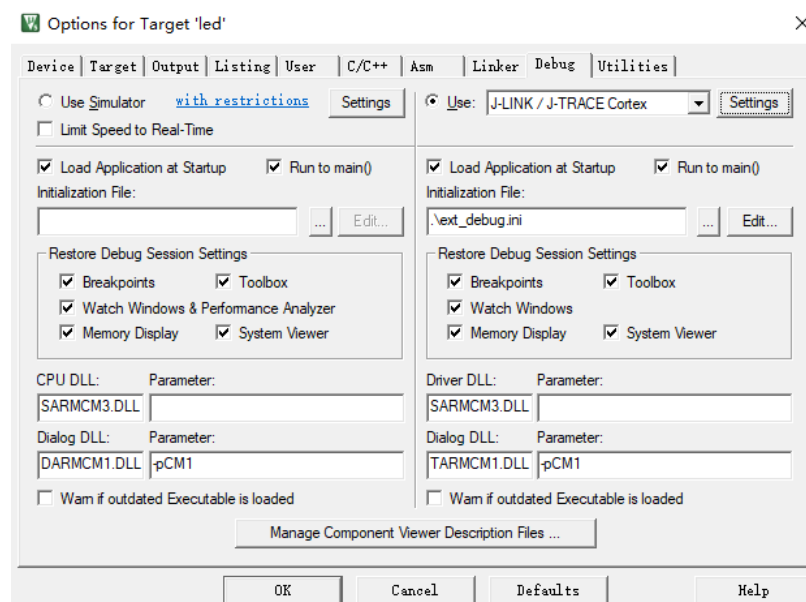 Options for Target 'led'
Device Target Output Listing User C/C++ Asm Linker Debug Utilities
Use Simulator with restrictions Settings
Limit Speed to Real-Time
Use: J-LINK / J-TRACE Cortex Settings
Load Application at Startup Run to main()
Initialization File:
... Edit...
Load Application at Startup Run to main()
Initialization File:
.\ext_debug.ini ... Edit...
Restore Debug Session Settings
Breakpoints Toolbox
Watch Windows & Performance Analyzer
Memory Display System Viewer
Restore Debug Session Settings
Breakpoints Toolbox
Watch Windows
Memory Display System Viewer
CPU DLL: Parameter:
SARMCM3.DLL
Dialog DLL: Parameter:
DARMCM1.DLL -pCM1
Warn if outdated Executable is loaded
Driver DLL: Parameter:
SARMCM3.DLL
Dialog DLL: Parameter:
TARMCM1.DLL -pCM1
Warn if outdated Executable is loaded
Manage Component Viewer Description Files ...
OK Cancel Defaults Help